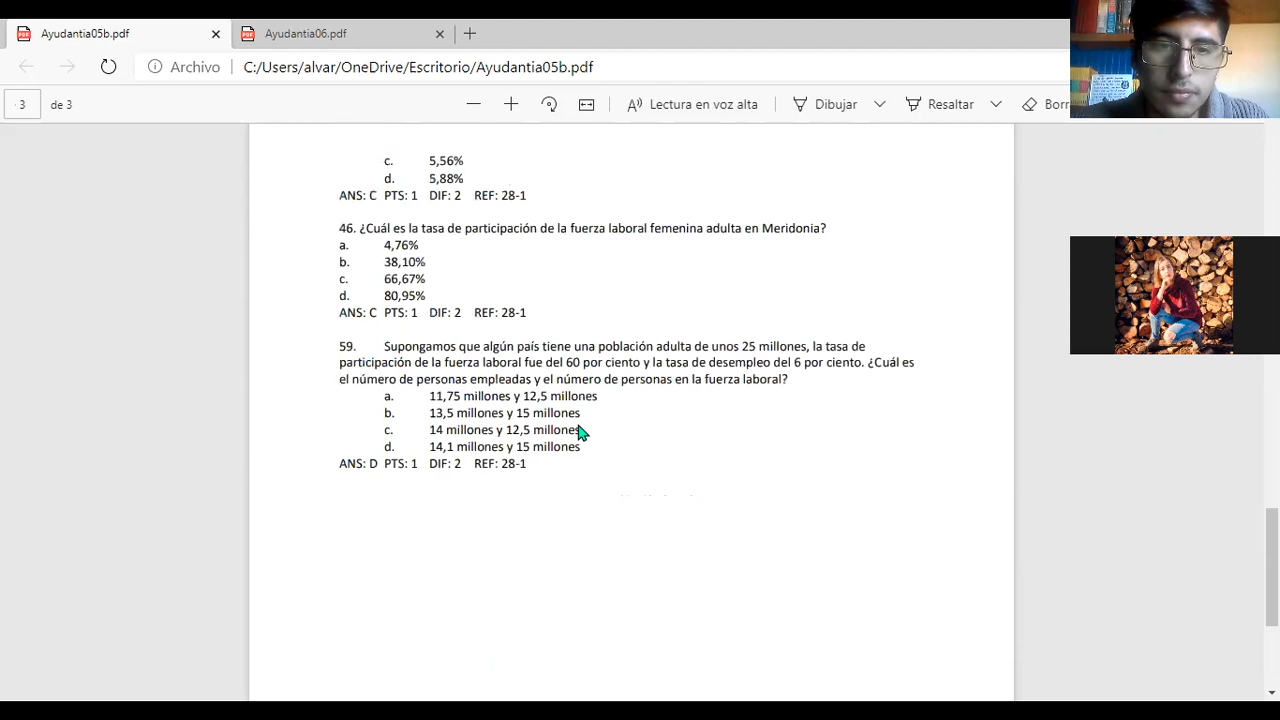 Ayudantia05b.pdf
Ayudantia06.pdf
Archivo
C:/Users/alvar/OneDrive/Escritorio/Ayudantia05b.pdf
3 de 3
Lectura en voz alta
Dibujar
Resaltar
Borr
c. 5,56%
d. 5,88%
ANS: C PTS: 1 DIF: 2 REF: 28-1
46. ¿Cuál es la tasa de participación de la fuerza laboral femenina adulta en Meridonia?
a. 4,76%
b. 38,10%
c. 66,67%
d. 80,95%
ANS: C PTS: 1 DIF: 2 REF: 28-1
59. Supongamos que algún país tiene una población adulta de unos 25 millones, la tasa de
participación de la fuerza laboral fue del 60 por ciento y la tasa de desempleo del 6 por ciento. ¿Cuál es
el número de personas empleadas y el número de personas en la fuerza laboral?
a. 11,75 millones y 12,5 millones
b. 13,5 millones y 15 millones
c. 14 millones y 12,5 millones
d. 14,1 millones y 15 millones
ANS: D PTS: 1 DIF: 2 REF: 28-1